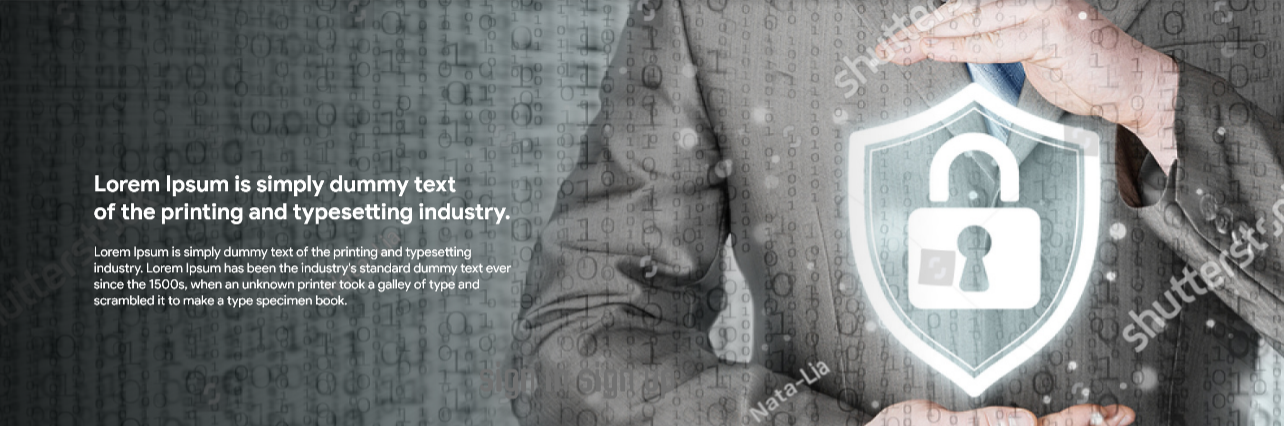 Lorem Ipsum is simply dummy text
of the printing and typesetting industry.
Lorem Ipsum is simply dummy text of the printing and typesetting
industry. Lorem Ipsum has been the industry's standard dummy text ever
since the 1500s, when an unknown printer took a galley of type and
scrambled it to make a type specimen book.
Nata-Lia